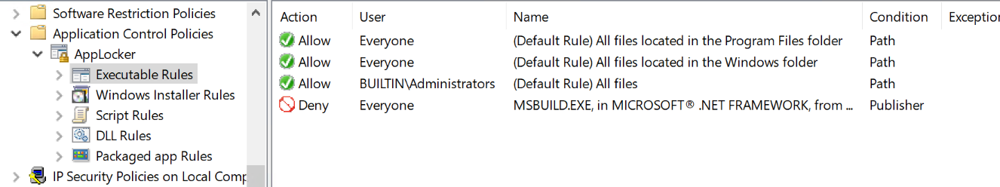 Software Restriction Policies
Application Control Policies
AppLocker
Executable Rules
Windows Installer Rules
Script Rules
DLL Rules
Packaged app Rules
IP Security Policies on Local Comp
Action User Name Condition Exception
Allow Everyone (Default Rule) All files located in the Program Files folder Path
Allow Everyone (Default Rule) All files located in the Windows folder Path
Allow BUILTIN\Administrators (Default Rule) All files Path
Deny Everyone MSBUILD.EXE, in MICROSOFT® .NET FRAMEWORK, from ... Publisher